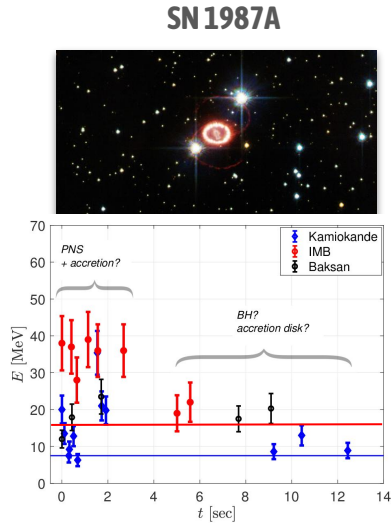 SN 1987A
70
60
50
40
30
20
10
0
E [MeV]
PNS
+ accretion?
BH?
accretion disk?
Kamiokande
IMB
Baksan
0 2 4 6 8 10 12 14
t [sec]